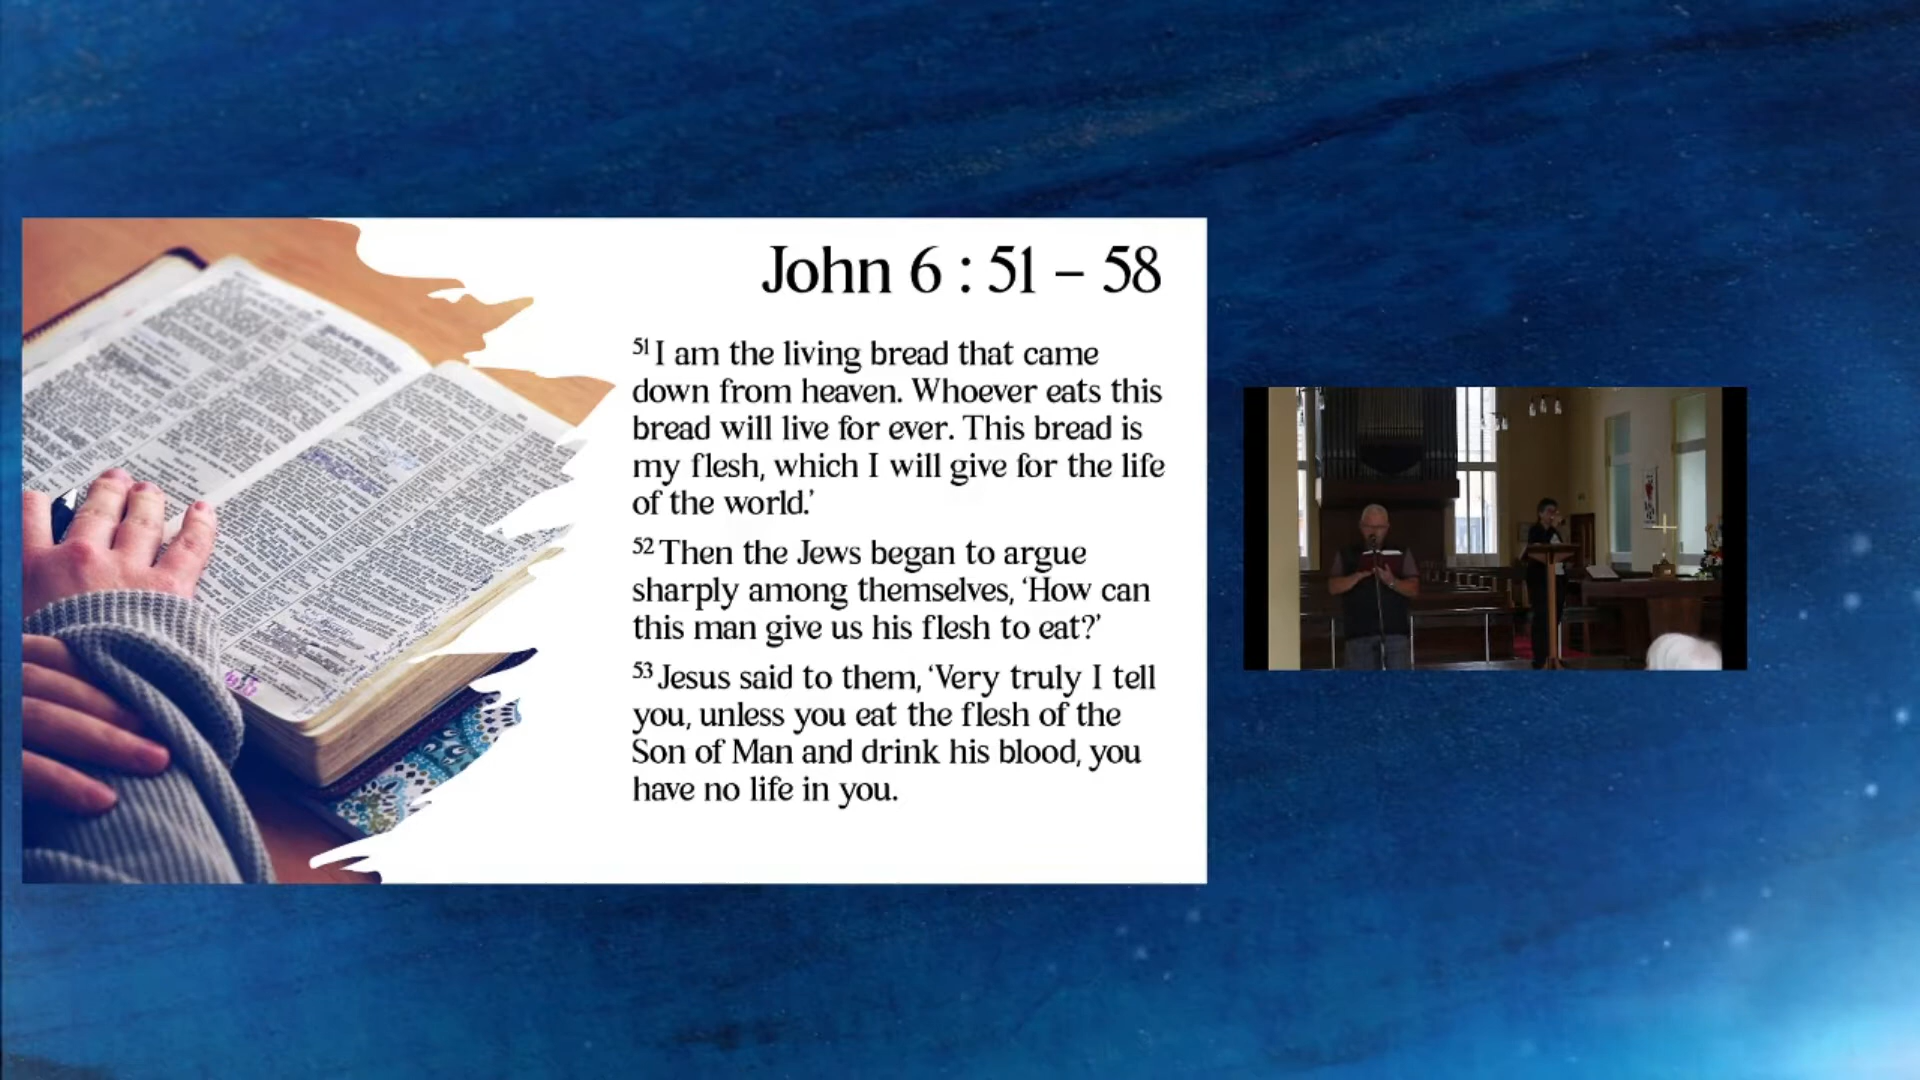 John 6 : 51 – 58
51 I am the living bread that came
down from heaven. Whoever eats this
bread will live for ever. This bread is
my flesh, which I will give for the life
of the world.’
52 Then the Jews began to argue
sharply among themselves, ‘How can
this man give us his flesh to eat?’
53 Jesus said to them, ‘Very truly I tell
you, unless you eat the flesh of the
Son of Man and drink his blood, you
have no life in you.